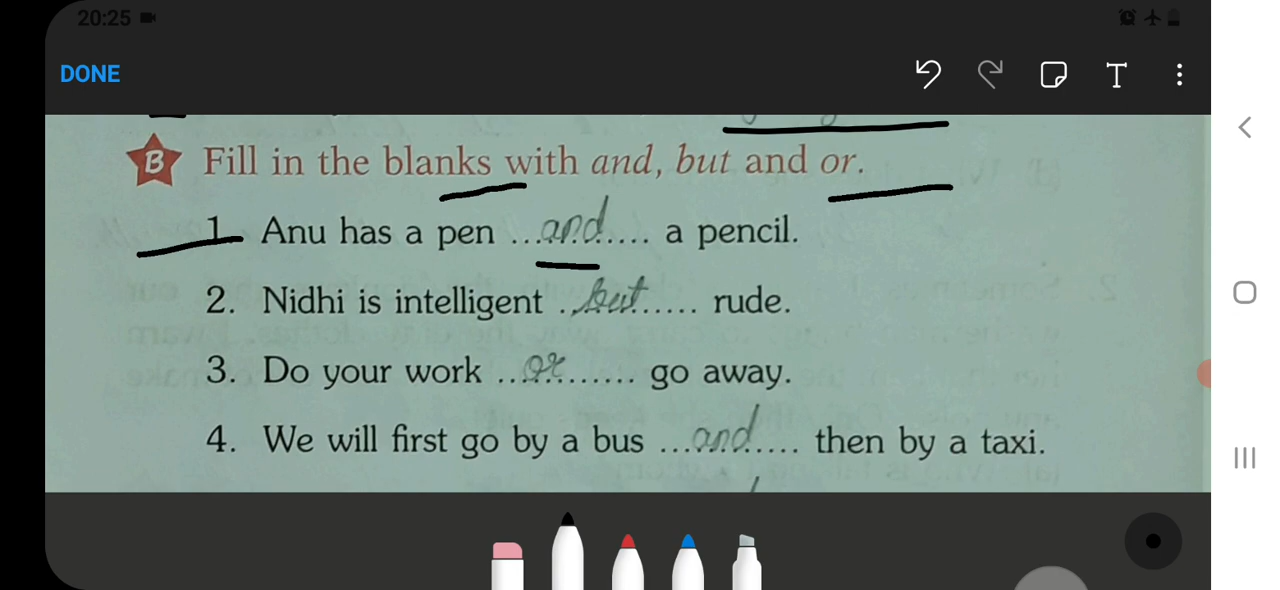 20:25
DONE
T
B Fill in the blanks with and, but and or.
1. Anu has a pen ...and...... a pencil.
2. Nidhi is intelligent ..but...... rude.
3. Do your work ...or........ go away.
4. We will first go by a bus ...and...... then by a taxi.